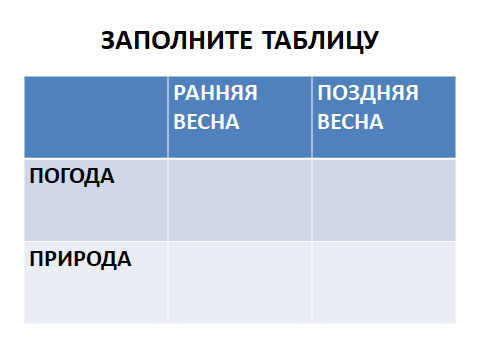 ЗАПОЛНИТЕ ТАБЛИЦУ
РАННЯЯ ВЕСНА
ПОЗДНЯЯ ВЕСНА
ПОГОДА
ПРИРОДА